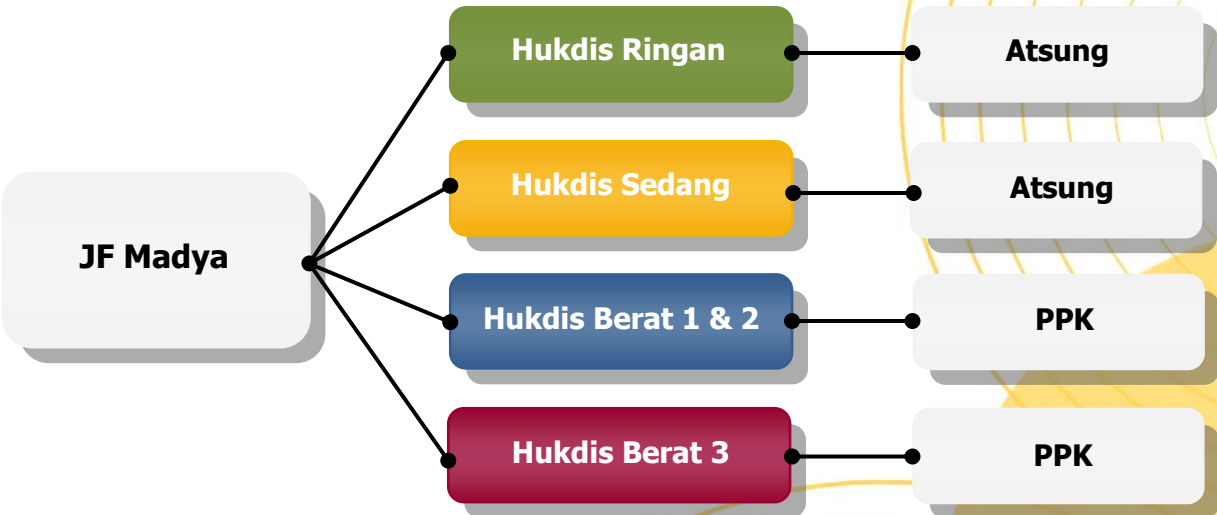 JF Madya
Hukdis Ringan
Atsung
Hukdis Sedang
Atsung
Hukdis Berat 1 & 2
PPK
Hukdis Berat 3
PPK